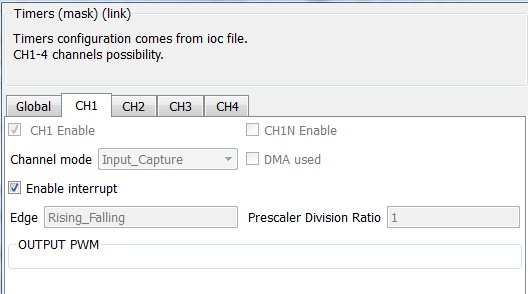 Timers (mask) (link)
Timers configuration comes from ioc file.
CH1-4 channels possibility.
Global CH1 CH2 CH3 CH4
CH1 Enable CH1N Enable
Channel mode Input_Capture DMA used
Enable interrupt
Edge Rising_Falling Prescaler Division Ratio 1
OUTPUT PWM